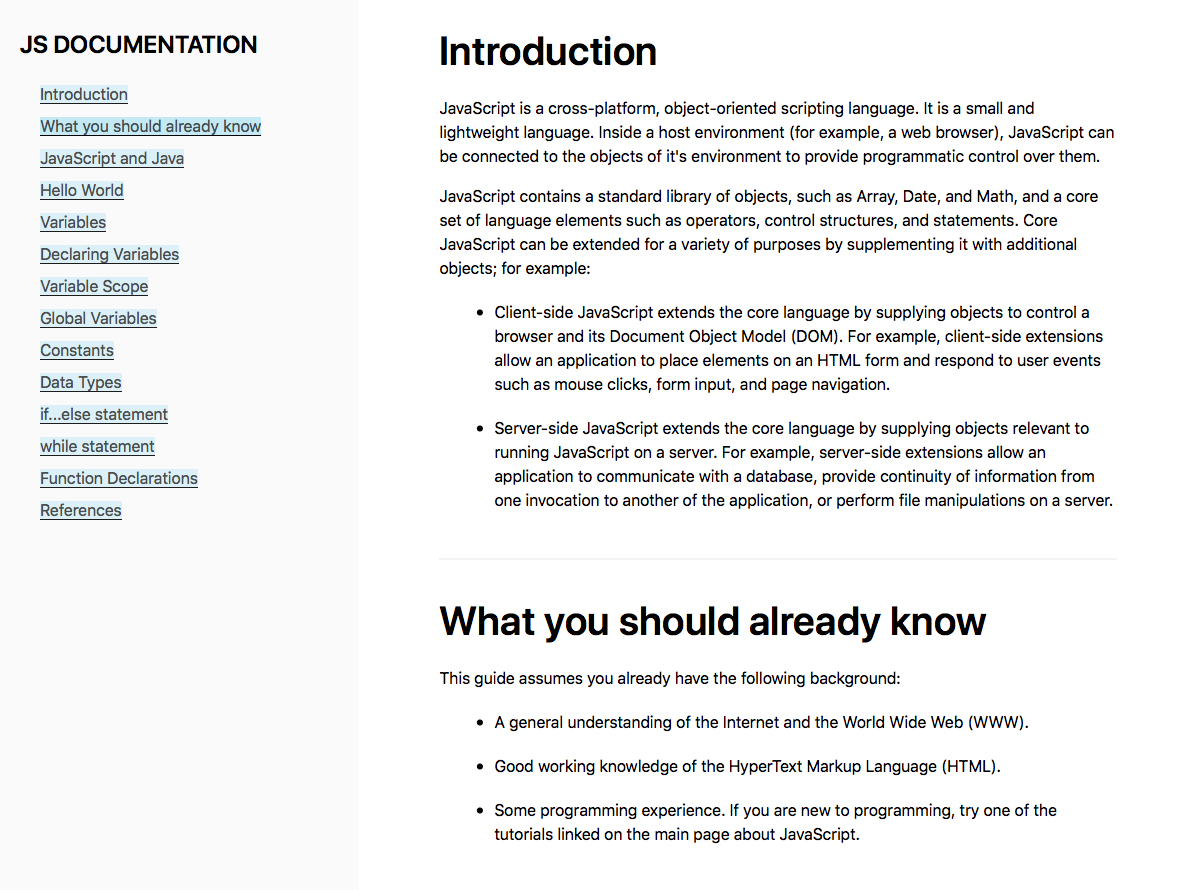 JS DOCUMENTATION
Introduction
What you should already know
JavaScript and Java
Hello World
Variables
Declaring Variables
Variable Scope
Global Variables
Constants
Data Types
if...else statement
while statement
Function Declarations
References
Introduction
JavaScript is a cross-platform, object-oriented scripting language. It is a small and
lightweight language. Inside a host environment (for example, a web browser), JavaScript can
be connected to the objects of it's environment to provide programmatic control over them.
JavaScript contains a standard library of objects, such as Array, Date, and Math, and a core
set of language elements such as operators, control structures, and statements. Core
JavaScript can be extended for a variety of purposes by supplementing it with additional
objects; for example:
• Client-side JavaScript extends the core language by supplying objects to control a
browser and its Document Object Model (DOM). For example, client-side extensions
allow an application to place elements on an HTML form and respond to user events
such as mouse clicks, form input, and page navigation.
• Server-side JavaScript extends the core language by supplying objects relevant to
running JavaScript on a server. For example, server-side extensions allow an
application to communicate with a database, provide continuity of information from
one invocation to another of the application, or perform file manipulations on a server.
What you should already know
This guide assumes you already have the following background:
• A general understanding of the Internet and the World Wide Web (WWW).
• Good working knowledge of the HyperText Markup Language (HTML).
• Some programming experience. If you are new to programming, try one of the
tutorials linked on the main page about JavaScript.